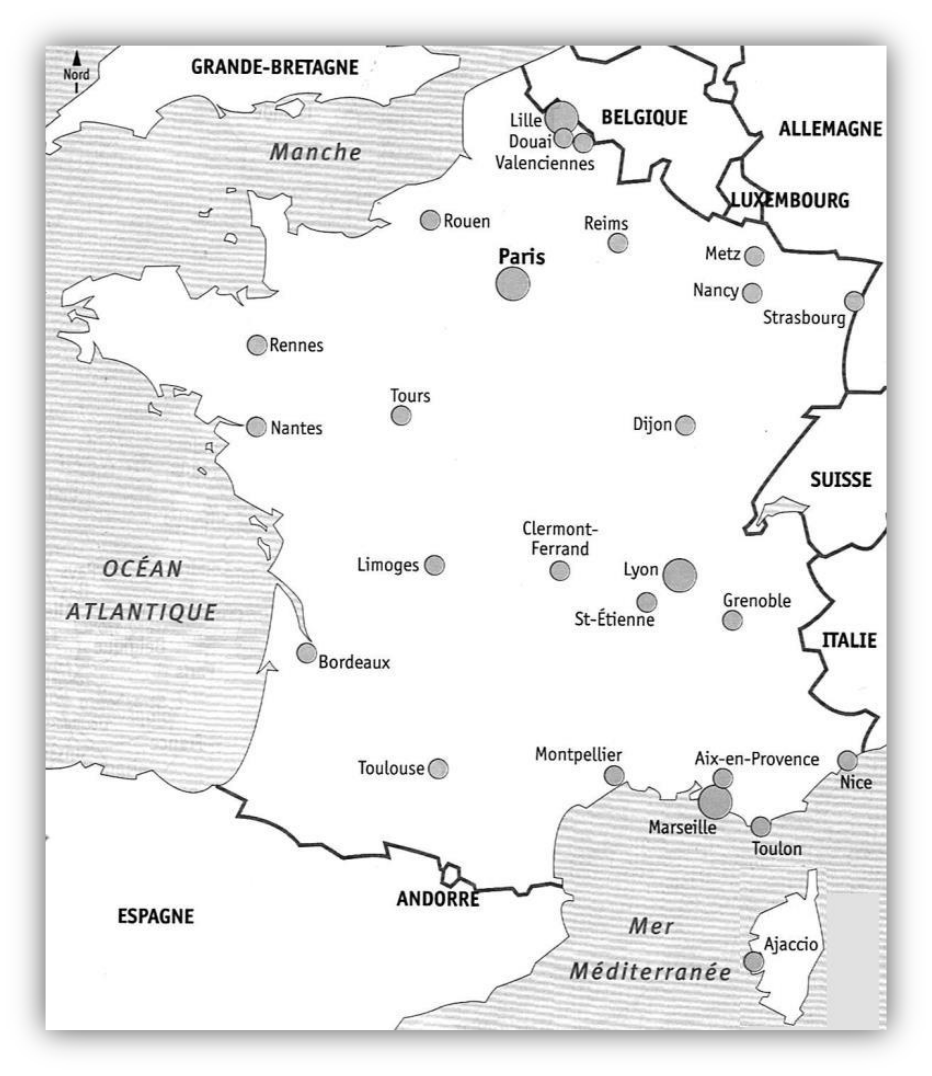 Nord
GRANDE-BRETAGNE
Lille
BELGIQUE
ALLEMAGNE
Douai
Manche
Valenciennes
LUXEMBOURG
Rouen
Reims
Paris
Metz
Nancy
Strasbourg
Rennes
Tours
Nantes
Dijon
SUISSE
Clermont-
Ferrand
OCÉAN
ATLANTIQUE
Limoges
Lyon
Grenoble
St-Étienne
ITALIE
Bordeaux
Montpellier
Aix-en-Provence
Toulouse
Nice
Marseille
Toulon
ANDORRE
ESPAGNE
Mer
Méditerranée
Ajaccio